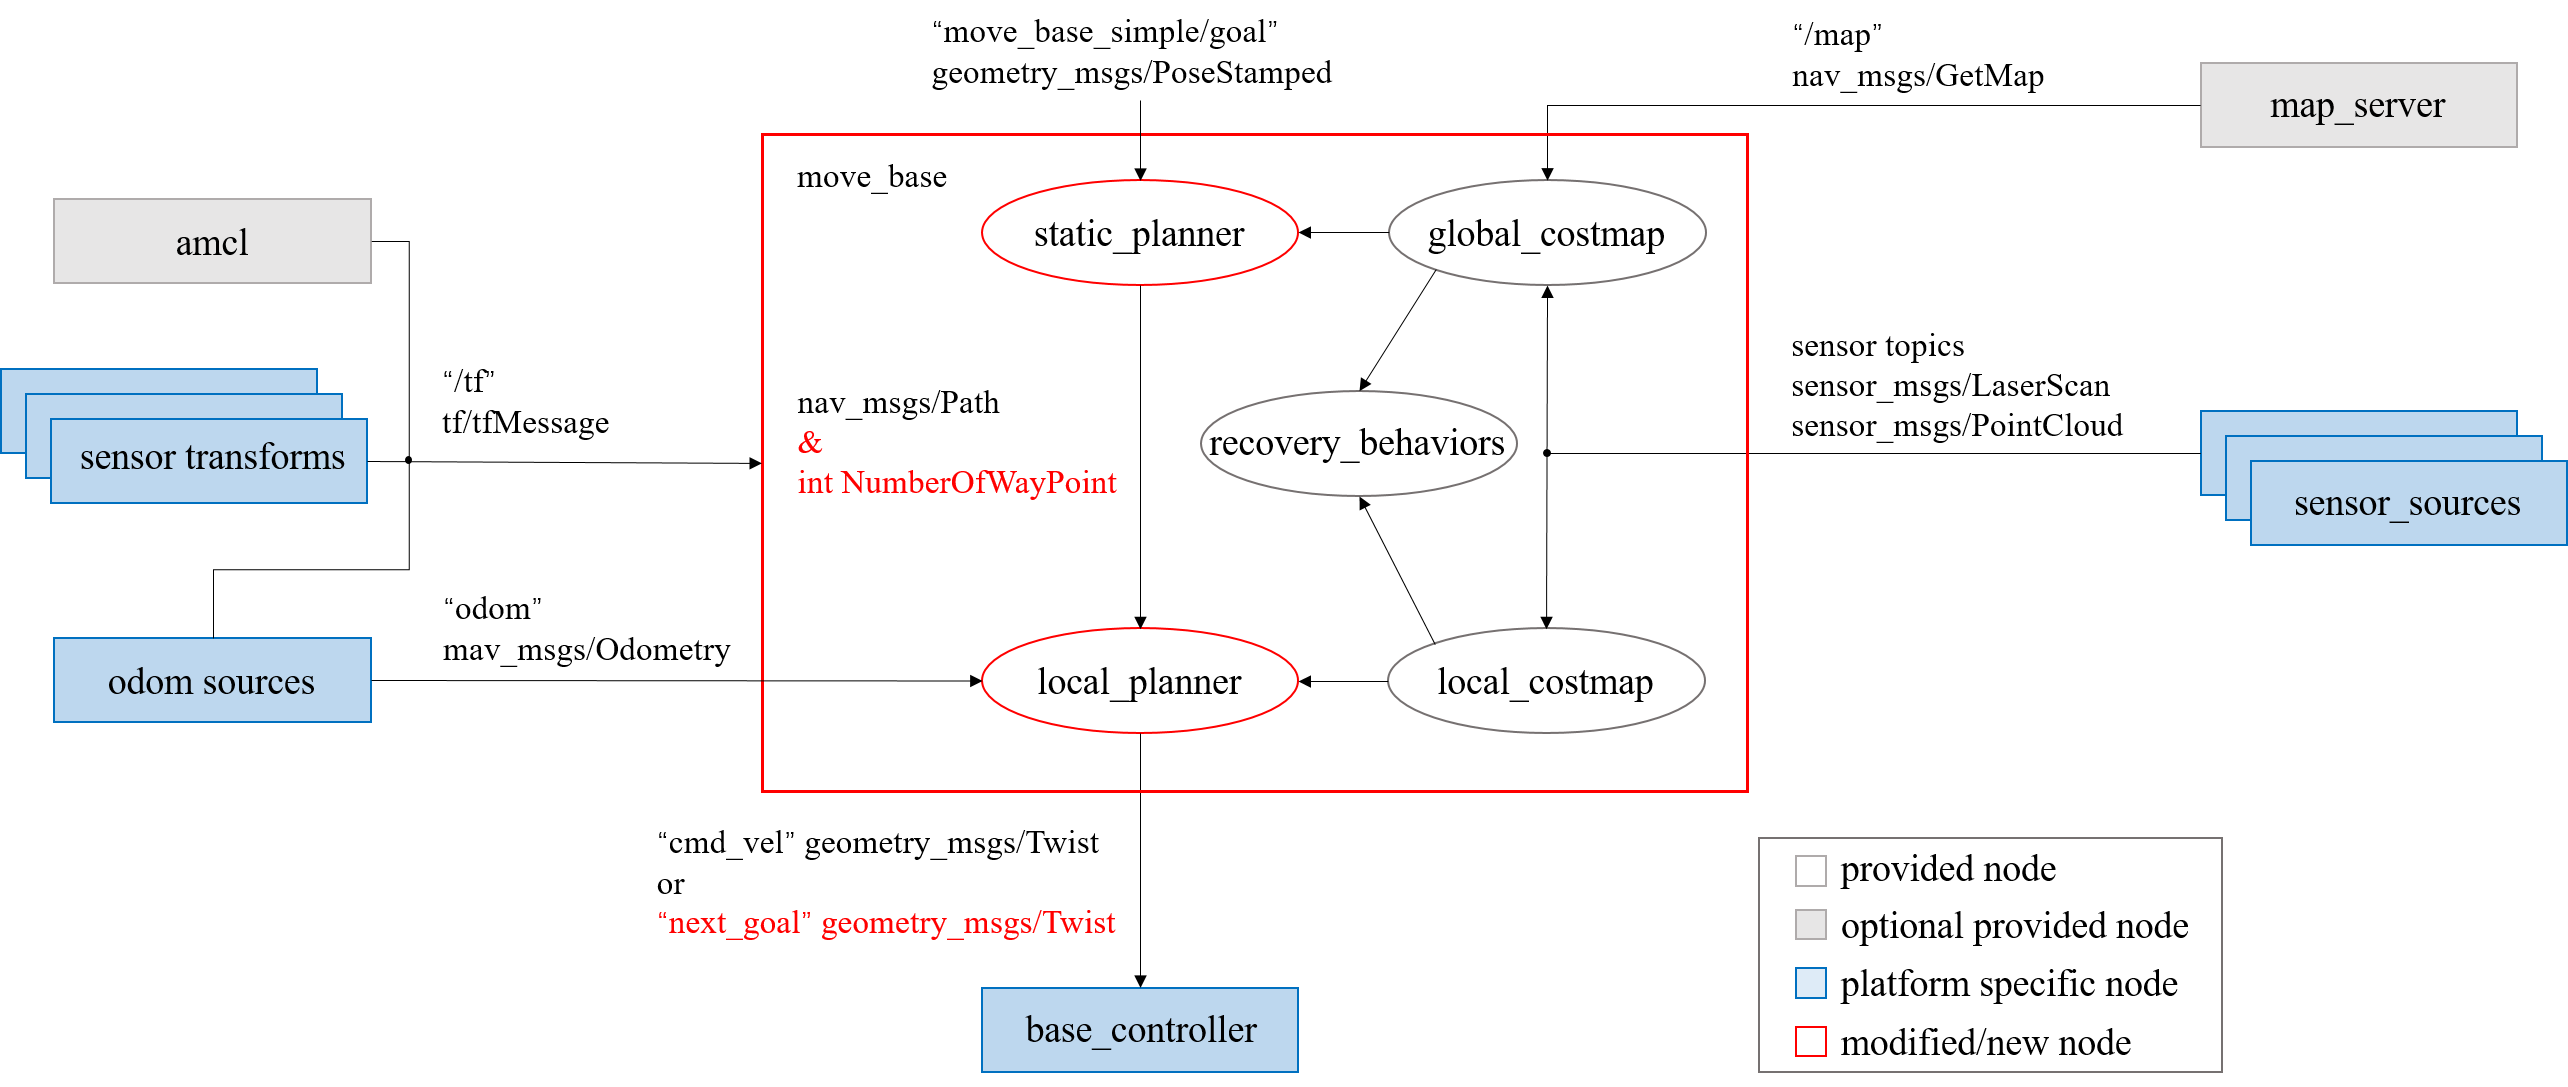 “move_base_simple/goal”
geometry_msgs/PoseStamped
“/map”
nav_msgs/GetMap
map_server
move_base
static_planner
global_costmap
amcl
“/tf”
tf/tfMessage
sensor transforms
nav_msgs/Path
&
int NumberOfWayPoint
recovery_behaviors
sensor topics
sensor_msgs/LaserScan
sensor_msgs/PointCloud
sensor_sources
“odom”
mav_msgs/Odometry
odom sources
local_planner
local_costmap
“cmd_vel” geometry_msgs/Twist
or
“next_goal” geometry_msgs/Twist
base_controller
provided node
optional provided node
platform specific node
modified/new node